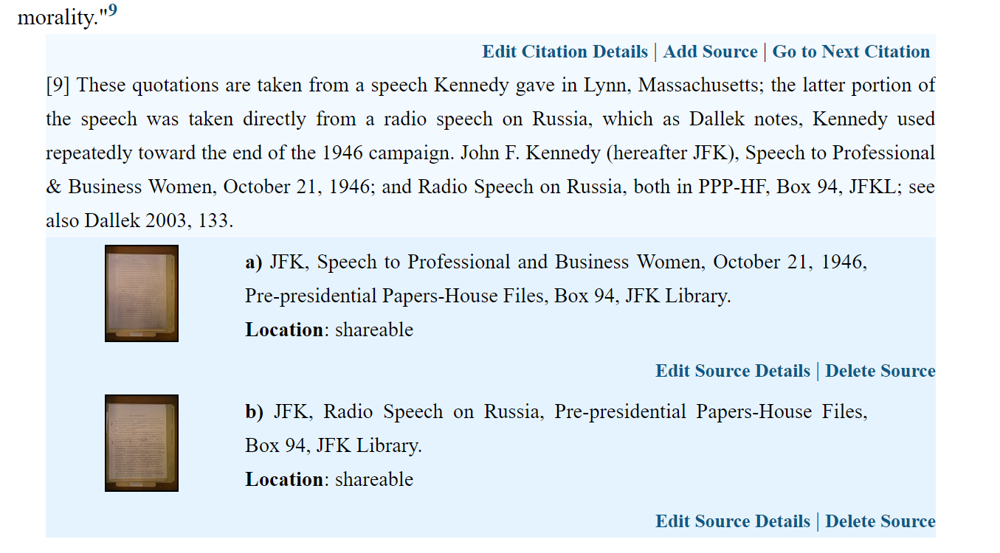 morality."9
Edit Citation Details | Add Source | Go to Next Citation
[9] These quotations are taken from a speech Kennedy gave in Lynn, Massachusetts; the latter portion of
the speech was taken directly from a radio speech on Russia, which as Dallek notes, Kennedy used
repeatedly toward the end of the 1946 campaign. John F. Kennedy (hereafter JFK), Speech to Professional
& Business Women, October 21, 1946; and Radio Speech on Russia, both in PPP-HF, Box 94, JFKL; see
also Dallek 2003, 133.
a) JFK, Speech to Professional and Business Women, October 21, 1946,
Pre-presidential Papers-House Files, Box 94, JFK Library.
Location: shareable
Edit Source Details | Delete Source
b) JFK, Radio Speech on Russia, Pre-presidential Papers-House Files,
Box 94, JFK Library.
Location: shareable
Edit Source Details | Delete Source